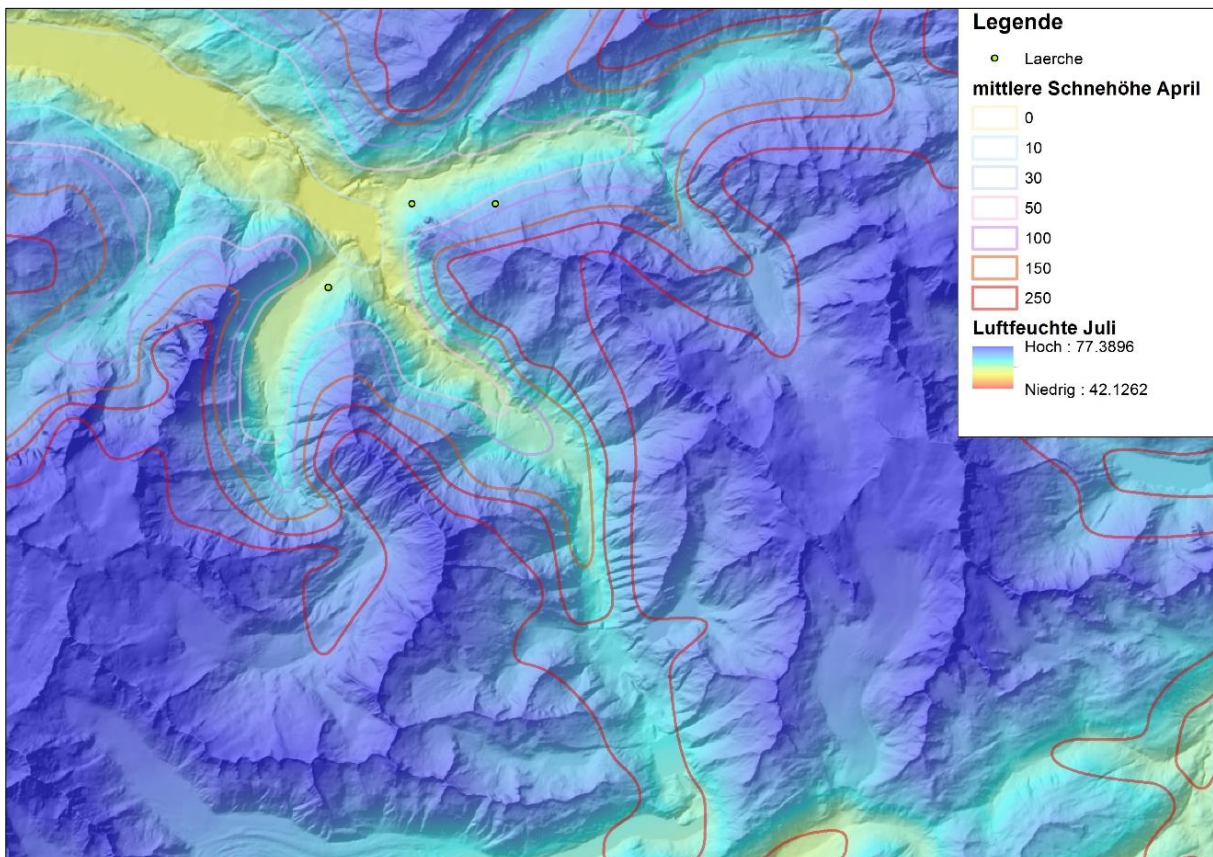 Legende
Laerche
mittlere Schnehöhe April
0
10
30
50
100
150
250
Luftfeuchte Juli
Hoch : 77.3896
Niedrig : 42.1262